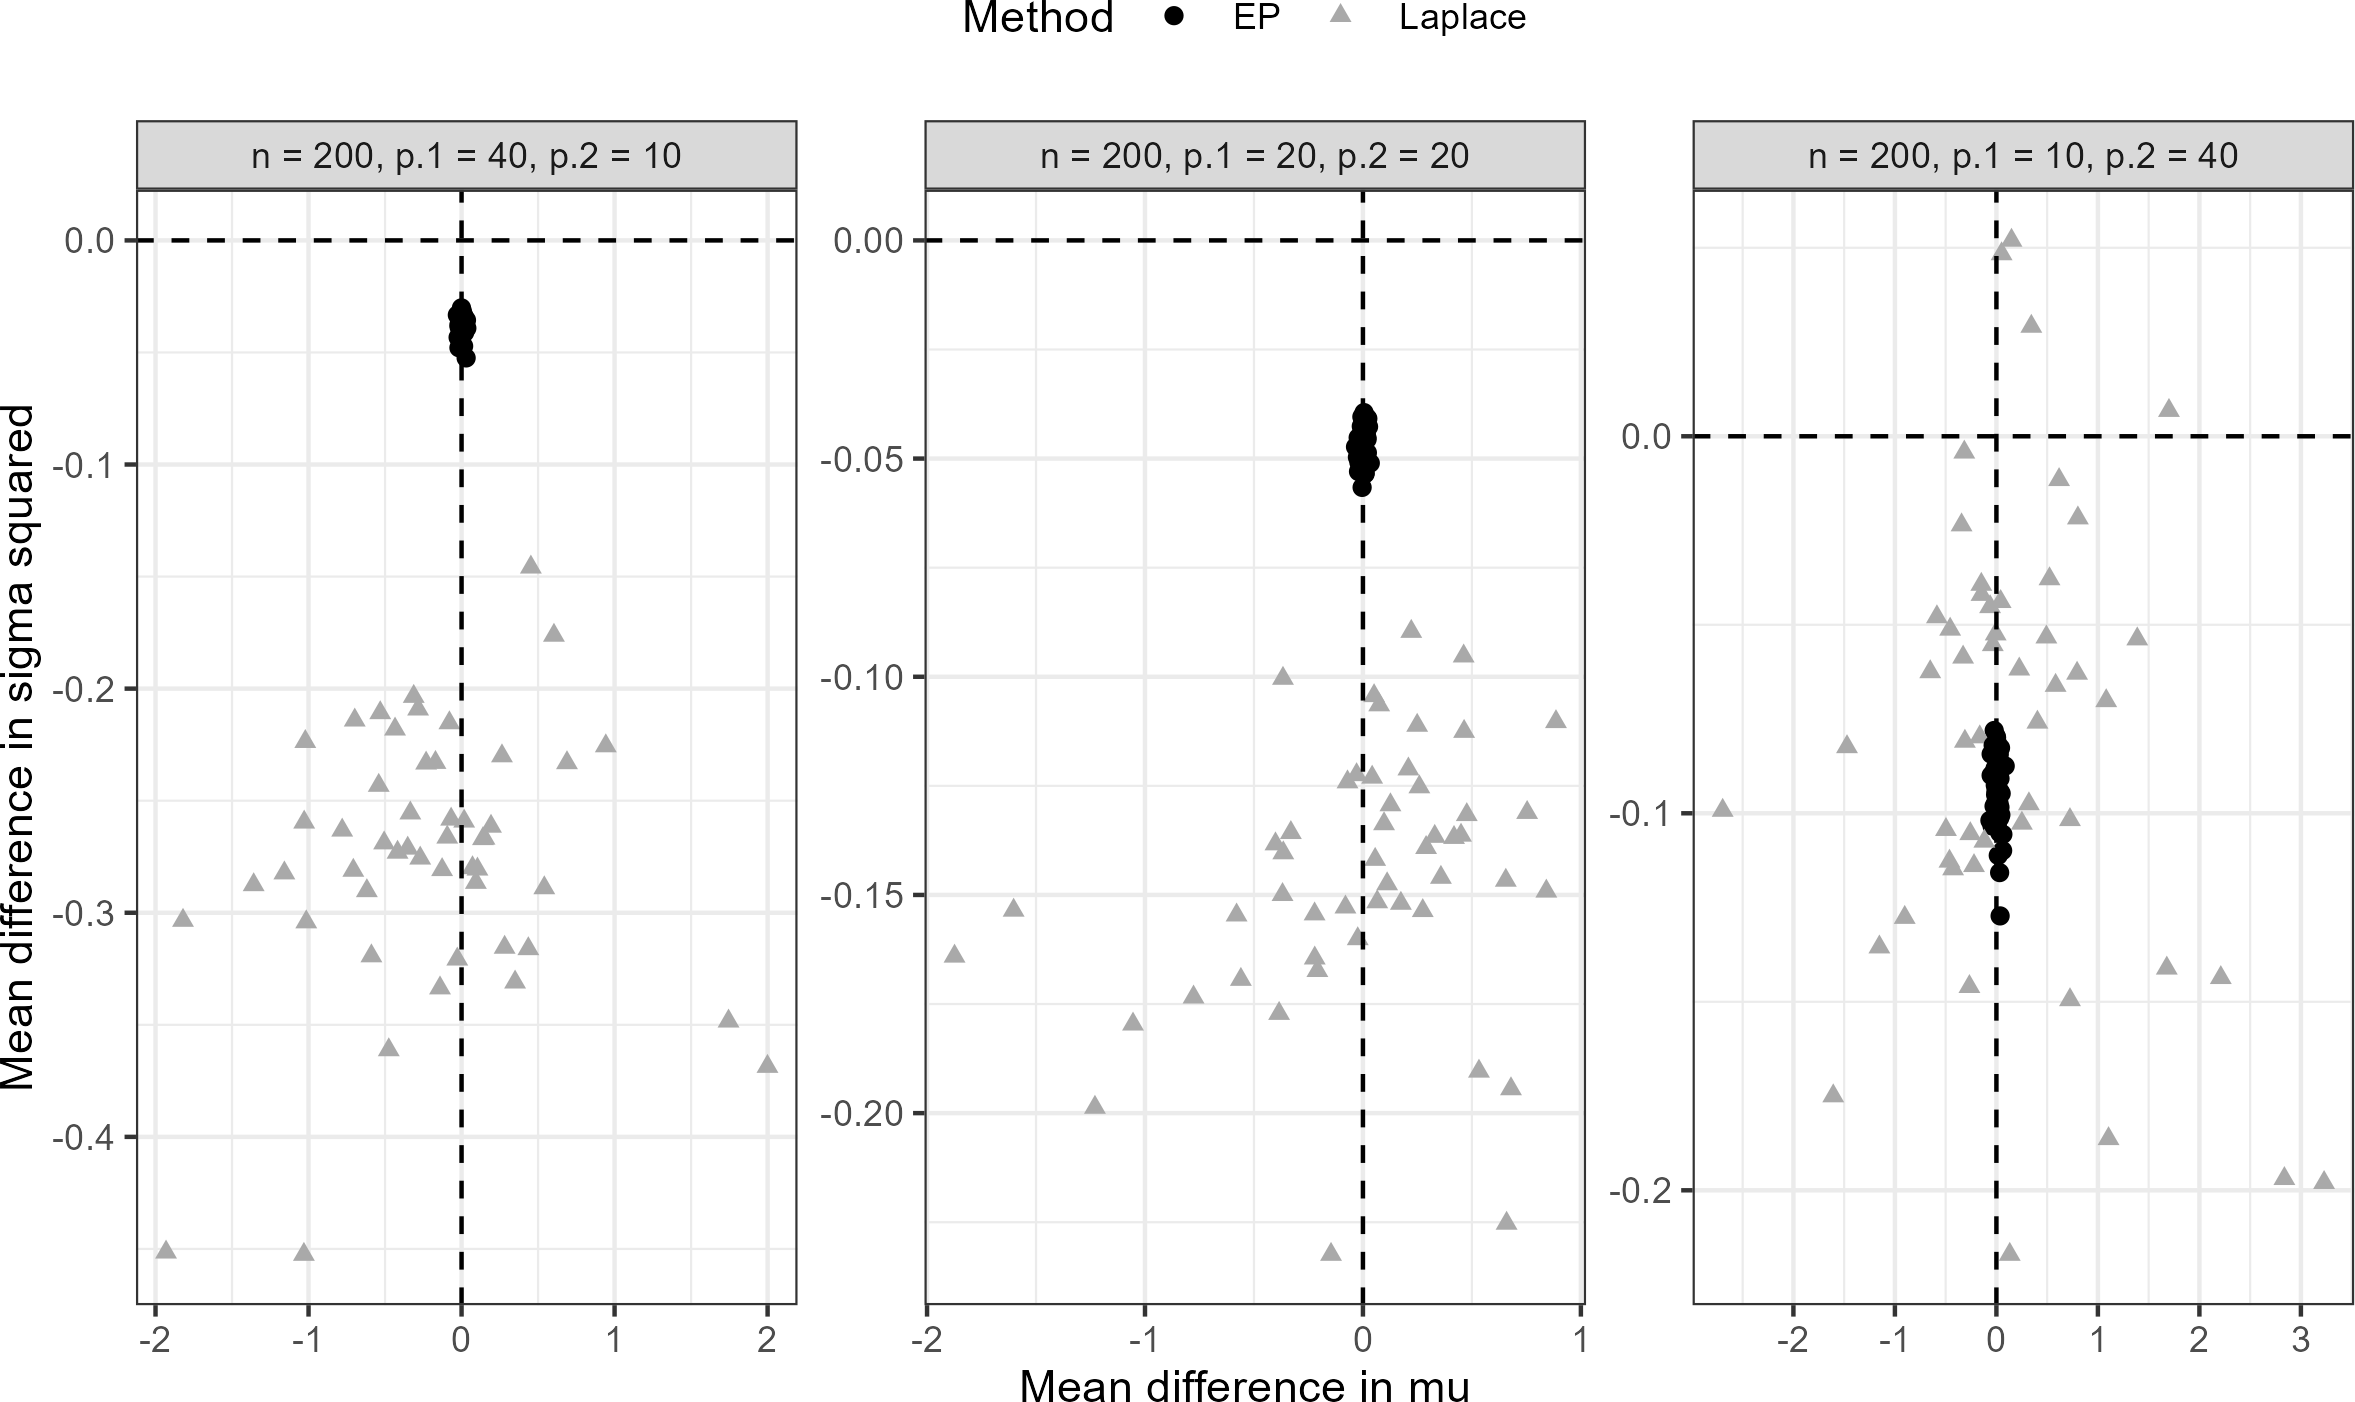 Method EP Laplace
n = 200, p.1 = 40, p.2 = 10
n = 200, p.1 = 20, p.2 = 20
n = 200, p.1 = 10, p.2 = 40
Mean difference in sigma squared
0.0
-0.1
-0.2
-0.3
-0.4
0.00
-0.05
-0.10
-0.15
-0.20
0.0
-0.1
-0.2
-2 -1 0 1 2
-2 -1 0 1
-2 -1 0 1 2 3
Mean difference in mu